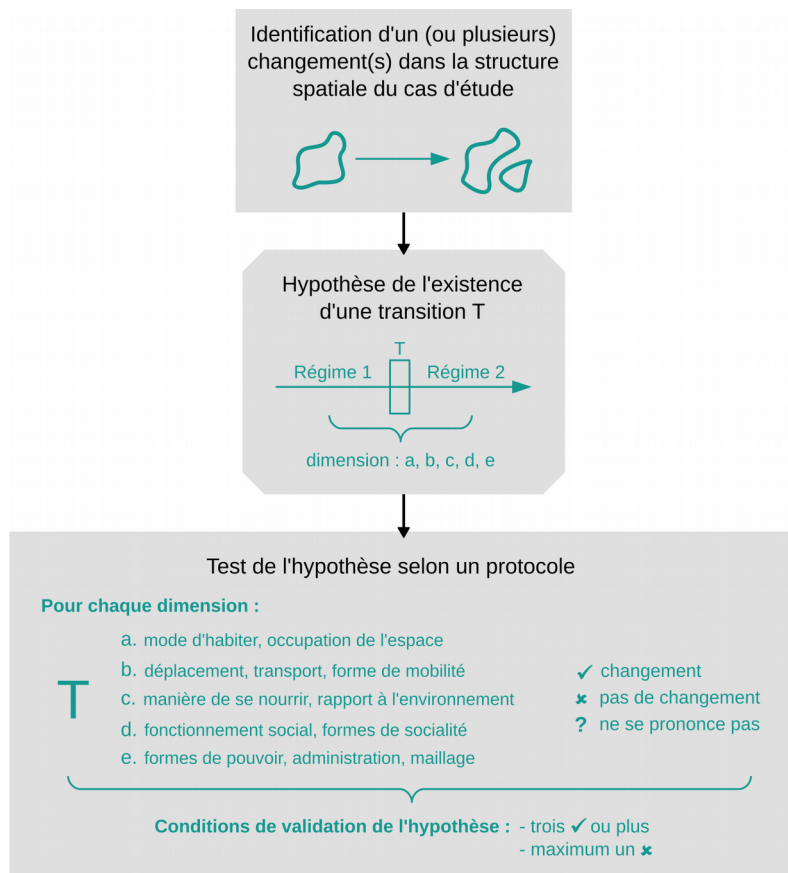 Identification d'un (ou plusieurs)
changement(s) dans la structure
spatiale du cas d'étude
Hypothèse de l'existence
d'une transition T
T
Régime 1
Régime 2
dimension : a, b, c, d, e
Test de l'hypothèse selon un protocole
Pour chaque dimension :
T
a. mode d'habiter, occupation de l'espace
b. déplacement, transport, forme de mobilité
c. manière de se nourrir, rapport à l'environnement
d. fonctionnement social, formes de socialité
e. formes de pouvoir, administration, maillage
✓ changement
✘ pas de changement
? ne se prononce pas
Conditions de validation de l'hypothèse : - trois ✓ ou plus
- maximum un ✘